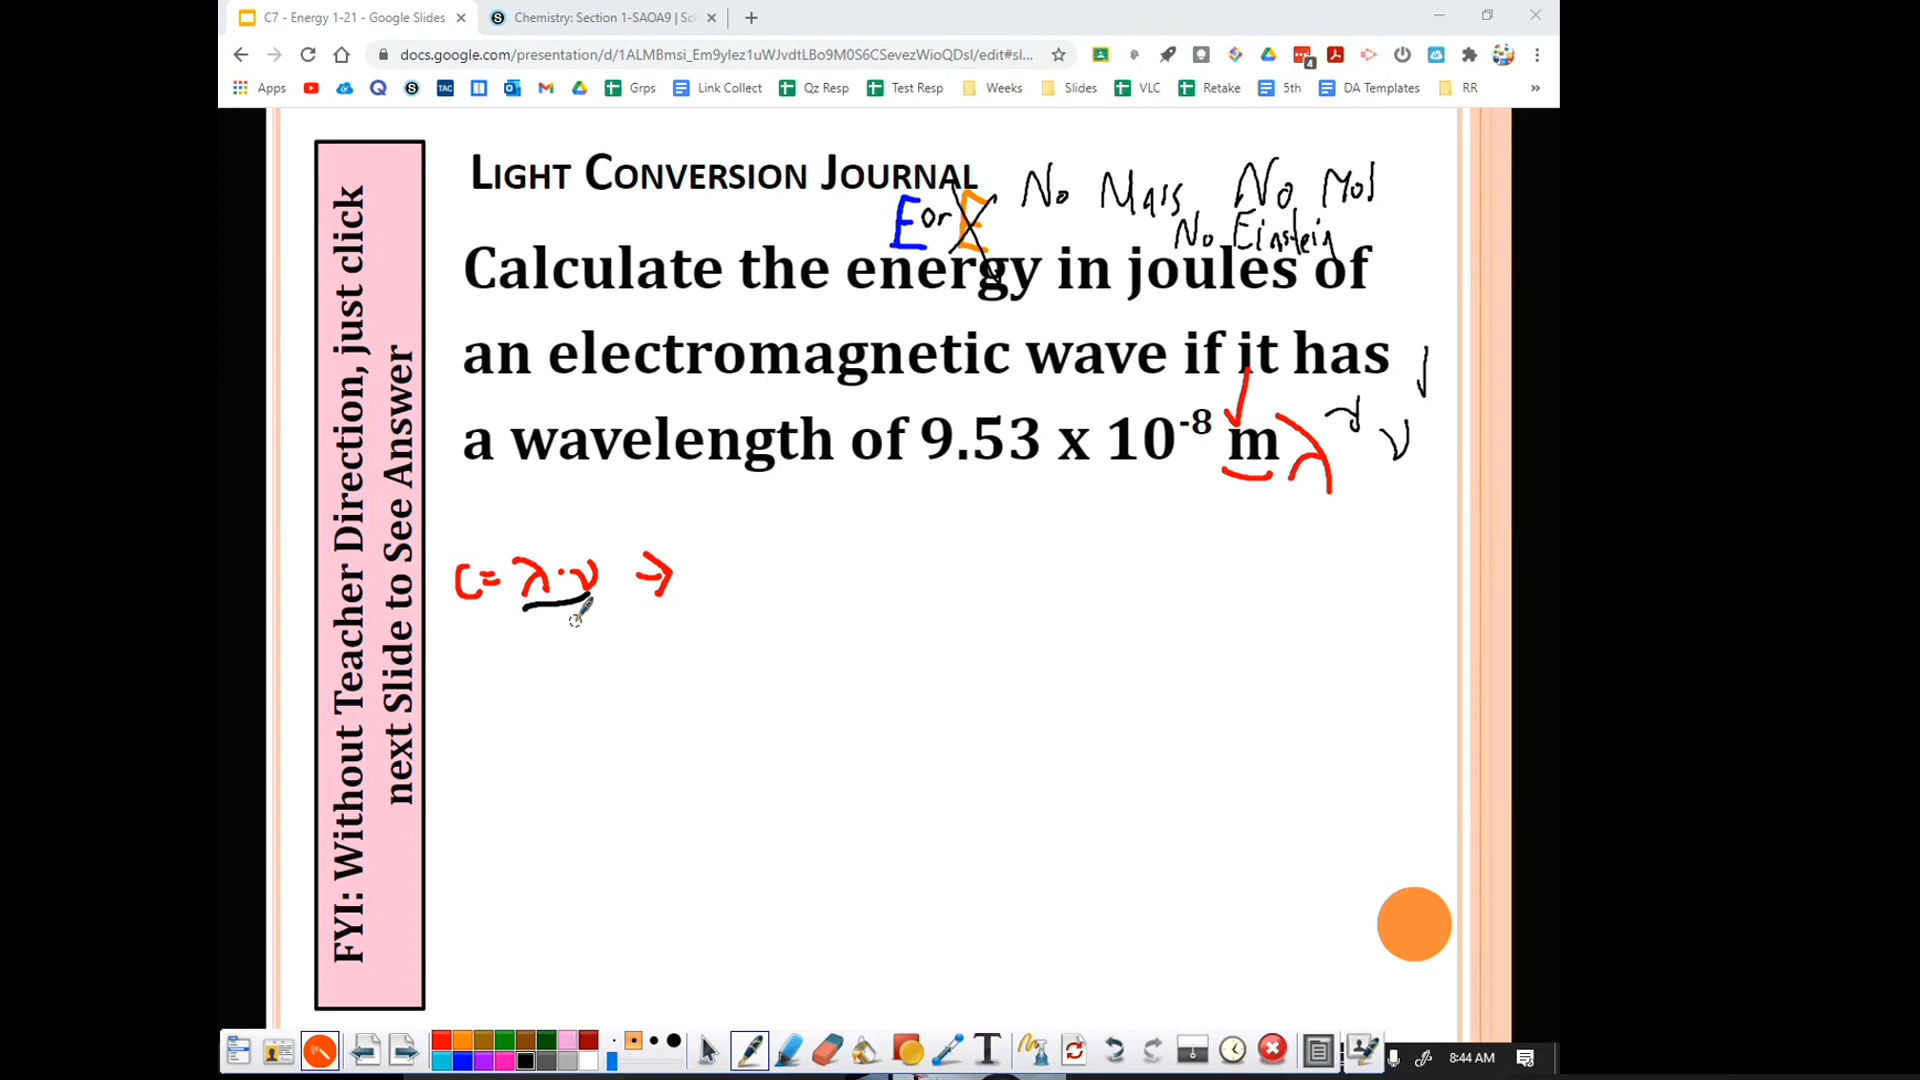 C7 - Energy 1-21 - Google Slides
Chemistry: Section 1-SAOA9 | Sc
docs.google.com/presentation/d/1ALMBmsi_Em9ylez1uWJvdtLBo9M0S6CSevezWioQDsI/edit#sl...
4
Apps TAC Grps Link Collect Qz Resp Test Resp Weeks Slides VLC Retake 5th DA Templates RR »
FYI: Without Teacher Direction, just click
next Slide to See Answer
LIGHT CONVERSION JOURNAL
No Mass No Mol
E or E No Einstein
Calculate the energy in joules of
an electromagnetic wave if it has
a wavelength of 9.53 x 10⁻⁸ m
λ ν
c = λ · ν →
8:44 AM